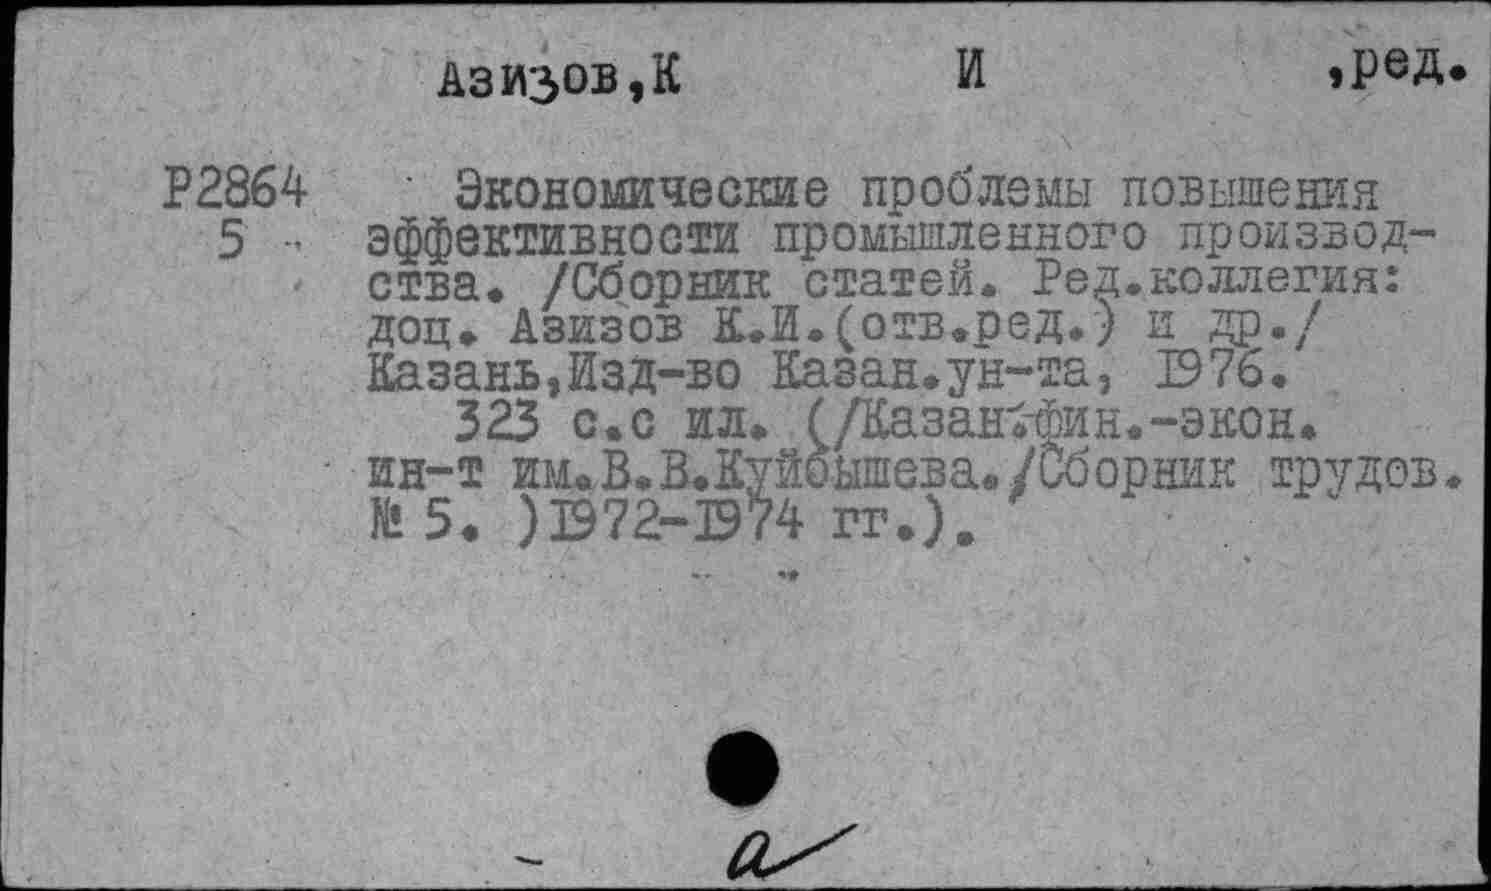 Азизов,К И ,ред.
Р2864 Экономические проблемы повышения
5 эффективности промышленного производ-
ства. /Сборник статей. Ред.коллегия:
доц. Азизов К.И.(отв.ред.) и др./
Казань,Изд-во Казан.ун-та, 1976.
323 с.с ил. (/Казан.фин.-экон.
ин-т им.В.В.Куйбышева./Сборник трудов.
№ 5. )1972-1974 гг.).
а